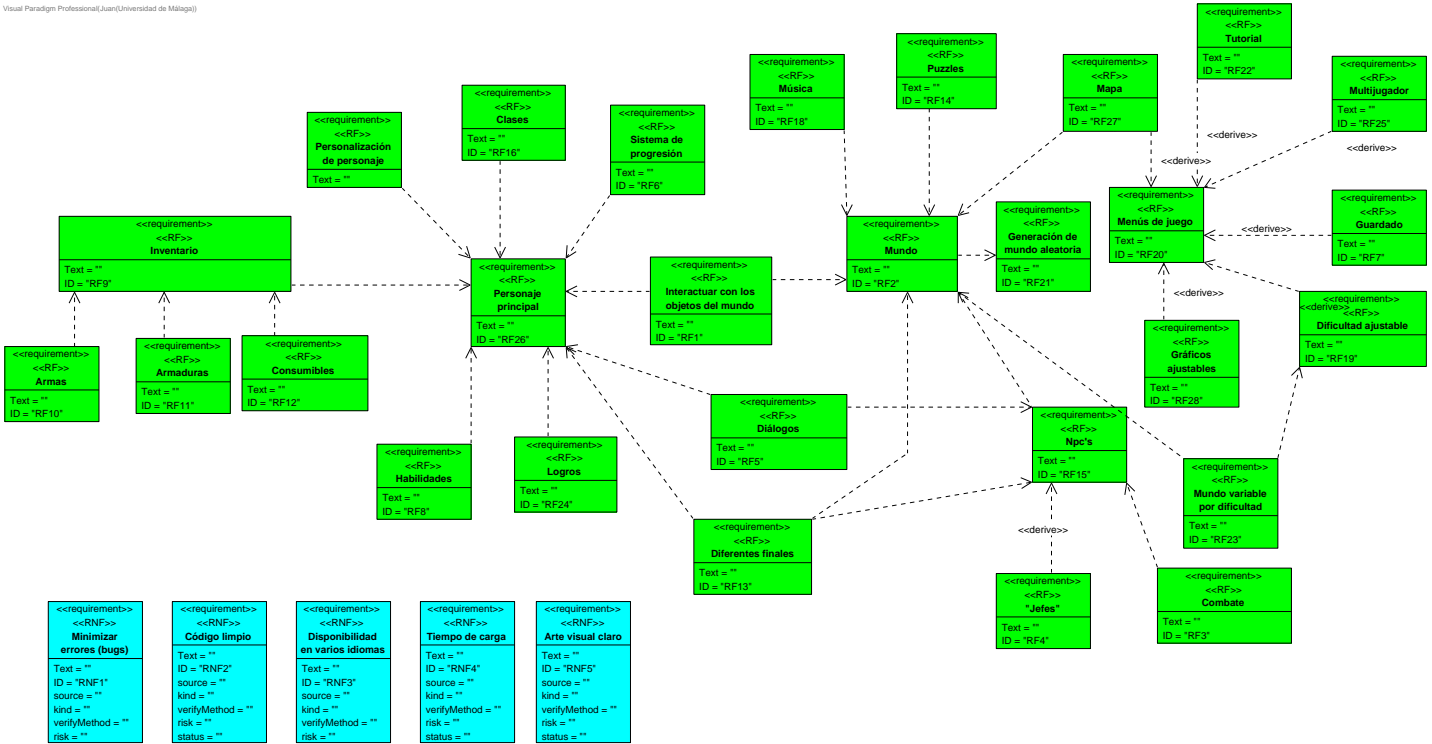 Visual Paradigm Professional(Juan(Universidad de Málaga))
<<requirement>>
<<RF>>
Tutorial
Text = ""
ID = "RF22"
<<requirement>>
<<RF>>
Puzzles
Text = ""
ID = "RF14"
<<requirement>>
<<RF>>
Música
Text = ""
ID = "RF18"
<<requirement>>
<<RF>>
Mapa
Text = ""
ID = "RF27"
<<requirement>>
<<RF>>
Multijugador
Text = ""
ID = "RF25"
<<requirement>>
<<RF>>
Clases
Text = ""
ID = "RF16"
<<requirement>>
<<RF>>
Personalización
de personaje
Text = ""
<<requirement>>
<<RF>>
Sistema de
progresión
Text = ""
ID = "RF6"
<<derive>>
<<derive>>
<<derive>>
<<requirement>>
<<RF>>
Menús de juego
Text = ""
ID = "RF20"
<<requirement>>
<<RF>>
Guardado
Text = ""
ID = "RF7"
<<derive>>
<<requirement>>
<<RF>>
Inventario
Text = ""
ID = "RF9"
<<requirement>>
<<RF>>
Mundo
Text = ""
ID = "RF2"
<<requirement>>
<<RF>>
Generación de
mundo aleatoria
Text = ""
ID = "RF21"
<<requirement>>
<<RF>>
Personaje
principal
Text = ""
ID = "RF26"
<<requirement>>
<<RF>>
Interactuar con los
objetos del mundo
Text = ""
ID = "RF1"
<<derive>>
<<requirement>>
<<derive>>
<<RF>>
Dificultad ajustable
Text = ""
ID = "RF19"
<<requirement>>
<<RF>>
Gráficos
ajustables
Text = ""
ID = "RF28"
<<requirement>>
<<RF>>
Armas
Text = ""
ID = "RF10"
<<requirement>>
<<RF>>
Armaduras
Text = ""
ID = "RF11"
<<requirement>>
<<RF>>
Consumibles
Text = ""
ID = "RF12"
<<requirement>>
<<RF>>
Diálogos
Text = ""
ID = "RF5"
<<requirement>>
<<RF>>
Npc's
Text = ""
ID = "RF15"
<<requirement>>
<<RF>>
Habilidades
Text = ""
ID = "RF8"
<<requirement>>
<<RF>>
Logros
Text = ""
ID = "RF24"
<<requirement>>
<<RF>>
Mundo variable
por dificultad
Text = ""
ID = "RF23"
<<requirement>>
<<RF>>
Diferentes finales
Text = ""
ID = "RF13"
<<derive>>
<<requirement>>
<<RF>>
"Jefes"
Text = ""
ID = "RF4"
<<requirement>>
<<RF>>
Combate
Text = ""
ID = "RF3"
<<requirement>>
<<RNF>>
Minimizar
errores (bugs)
Text = ""
ID = "RNF1"
source = ""
kind = ""
verifyMethod = ""
risk = ""
<<requirement>>
<<RNF>>
Código limpio
Text = ""
ID = "RNF2"
source = ""
kind = ""
verifyMethod = ""
risk = ""
status = ""
<<requirement>>
<<RNF>>
Disponibilidad
en varios idiomas
Text = ""
ID = "RNF3"
source = ""
kind = ""
verifyMethod = ""
risk = ""
<<requirement>>
<<RNF>>
Tiempo de carga
Text = ""
ID = "RNF4"
source = ""
kind = ""
verifyMethod = ""
risk = ""
status = ""
<<requirement>>
<<RNF>>
Arte visual claro
Text = ""
ID = "RNF5"
source = ""
kind = ""
verifyMethod = ""
risk = ""
status = ""